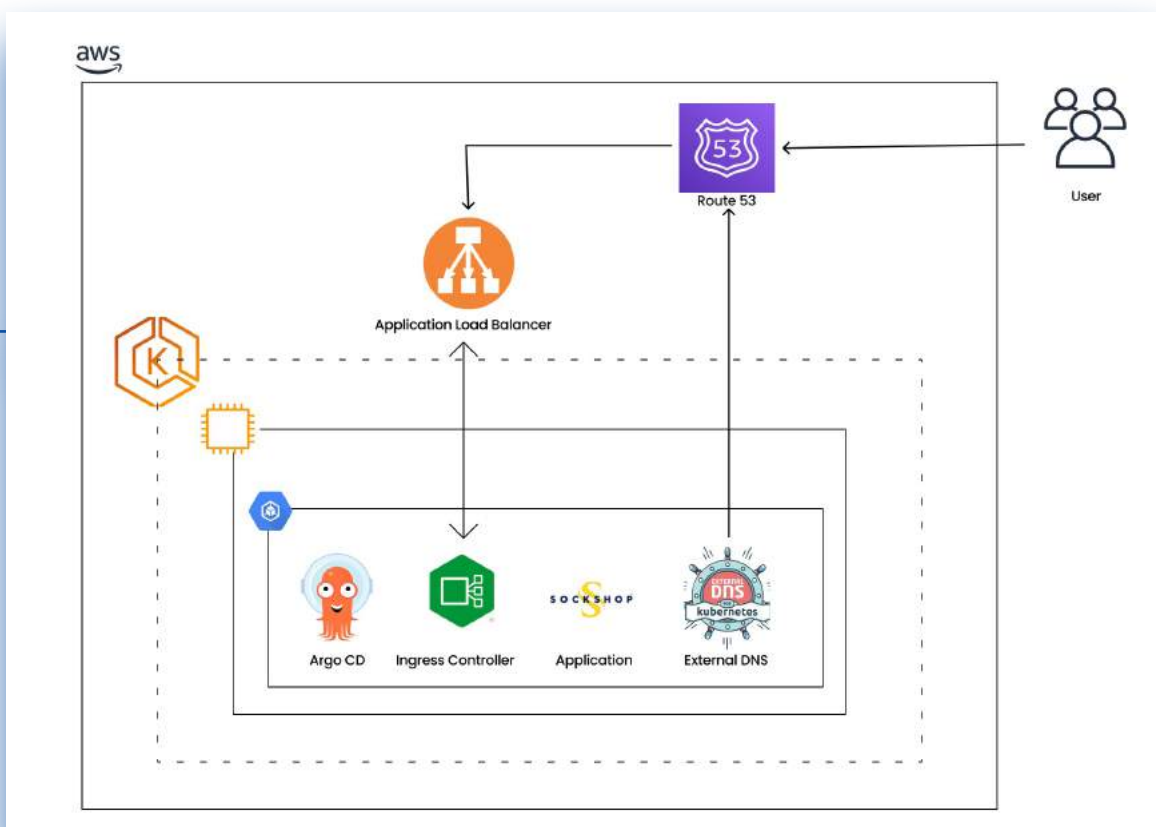 aws
53
Route 53
User
Application Load Balancer
K
EXTERNAL
DNS
kubernetes
SOCKSHOP
Argo CD
Ingress Controller
Application
External DNS